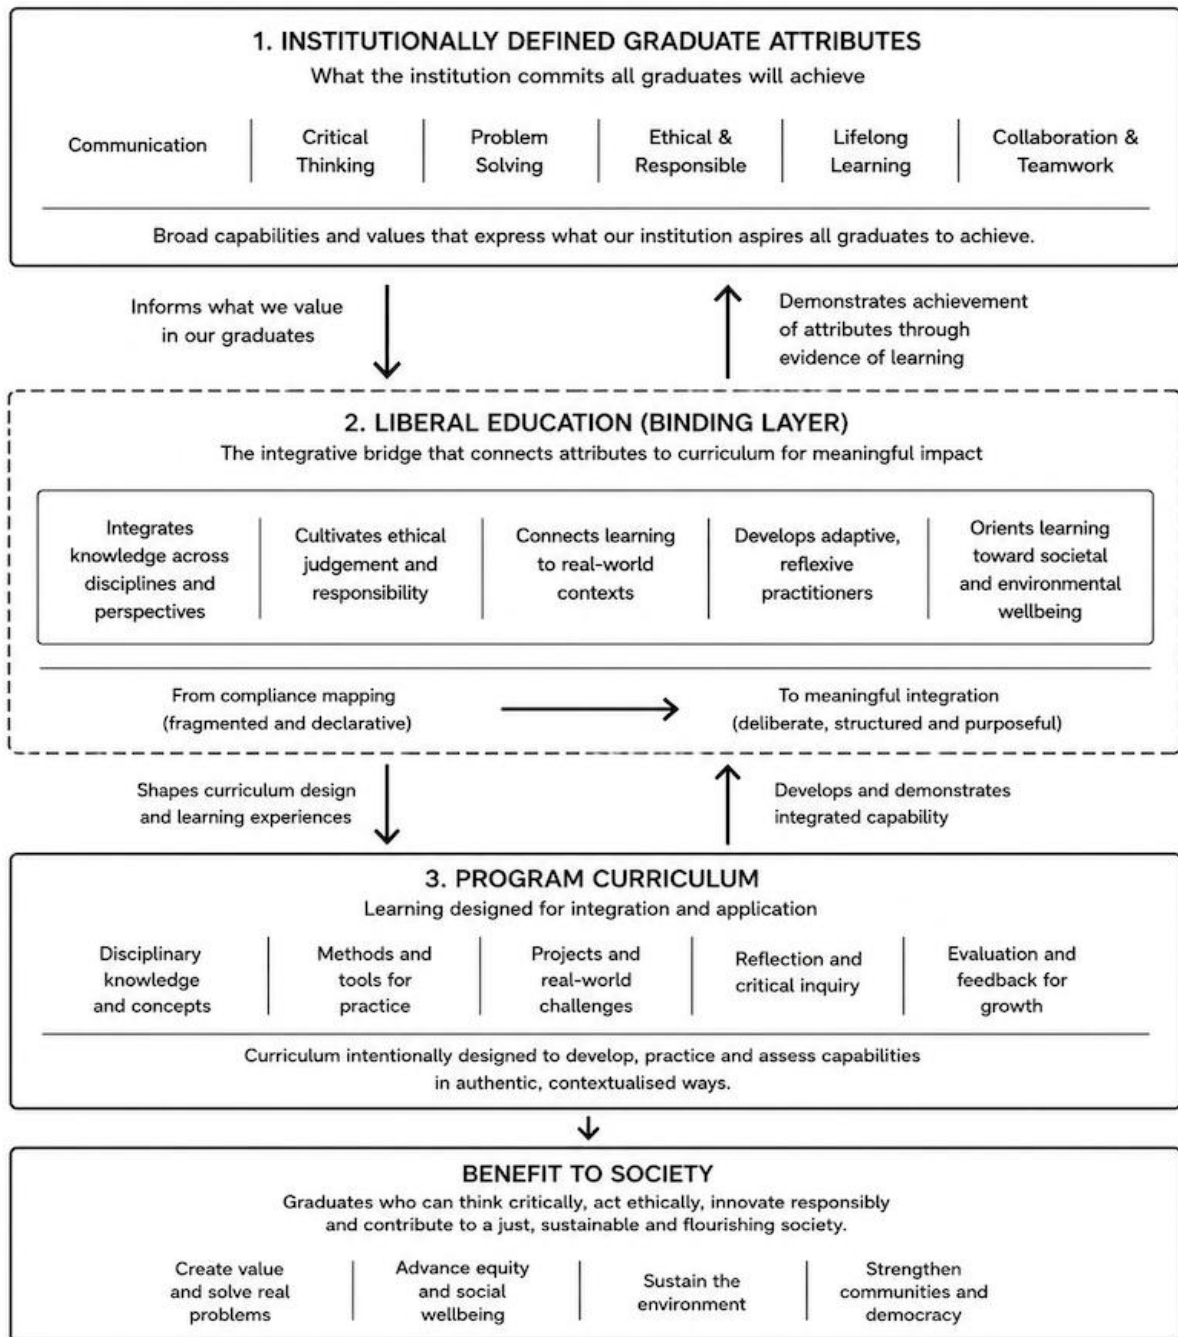 1. INSTITUTIONALLY DEFINED GRADUATE ATTRIBUTES
What the institution commits all graduates will achieve
Communication
Critical
Thinking
Problem
Solving
Ethical &
Responsible
Lifelong
Learning
Collaboration &
Teamwork
Broad capabilities and values that express what our institution aspires all graduates to achieve.
Informs what we value
in our graduates
Demonstrates achievement
of attributes through
evidence of learning
2. LIBERAL EDUCATION (BINDING LAYER)
The integrative bridge that connects attributes to curriculum for meaningful impact
Integrates
knowledge across
disciplines and
perspectives
Cultivates ethical
judgement and
responsibility
Connects learning
to real-world
contexts
Develops adaptive,
reflexive
practitioners
Orients learning
toward societal
and environmental
wellbeing
From compliance mapping
(fragmented and declarative)
To meaningful integration
(deliberate, structured and purposeful)
Shapes curriculum design
and learning experiences
Develops and demonstrates
integrated capability
3. PROGRAM CURRICULUM
Learning designed for integration and application
Disciplinary
knowledge
and concepts
Methods and
tools for
practice
Projects and
real-world
challenges
Reflection and
critical inquiry
Evaluation and
feedback for
growth
Curriculum intentionally designed to develop, practice and assess capabilities
in authentic, contextualised ways.
BENEFIT TO SOCIETY
Graduates who can think critically, act ethically, innovate responsibly
and contribute to a just, sustainable and flourishing society.
Create value
and solve real
problems
Advance equity
and social
wellbeing
Sustain the
environment
Strengthen
communities and
democracy